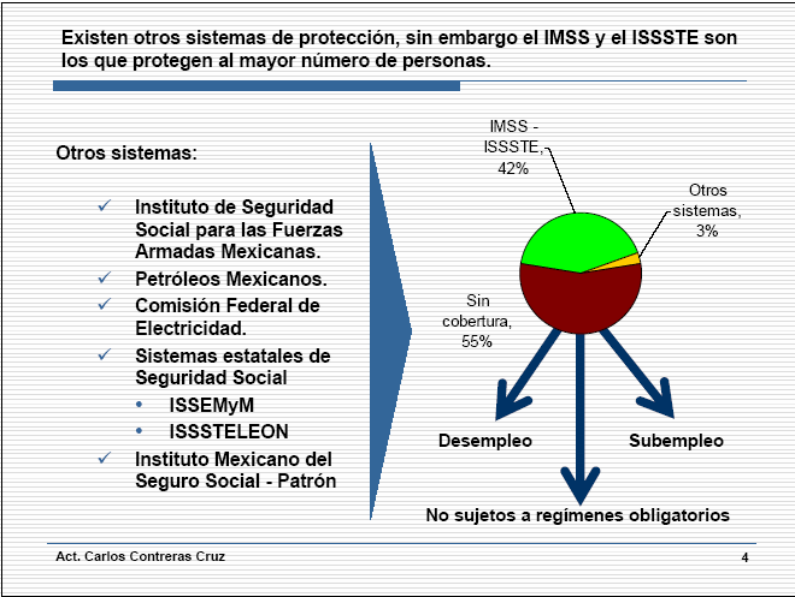 Existen otros sistemas de protección, sin embargo el IMSS y el ISSSTE son
los que protegen al mayor número de personas.
Otros sistemas:
Instituto de Seguridad
Social para las Fuerzas
Armadas Mexicanas.
Petróleos Mexicanos.
Comisión Federal de
Electricidad.
Sistemas estatales de
Seguridad Social
ISSEMyM
ISSSTELEON
Instituto Mexicano del
Seguro Social - Patrón
IMSS -
ISSSTE,
42%
Otros
sistemas,
3%
Sin
cobertura,
55%
Desempleo
Subempleo
No sujetos a regímenes obligatorios
Act. Carlos Contreras Cruz
4